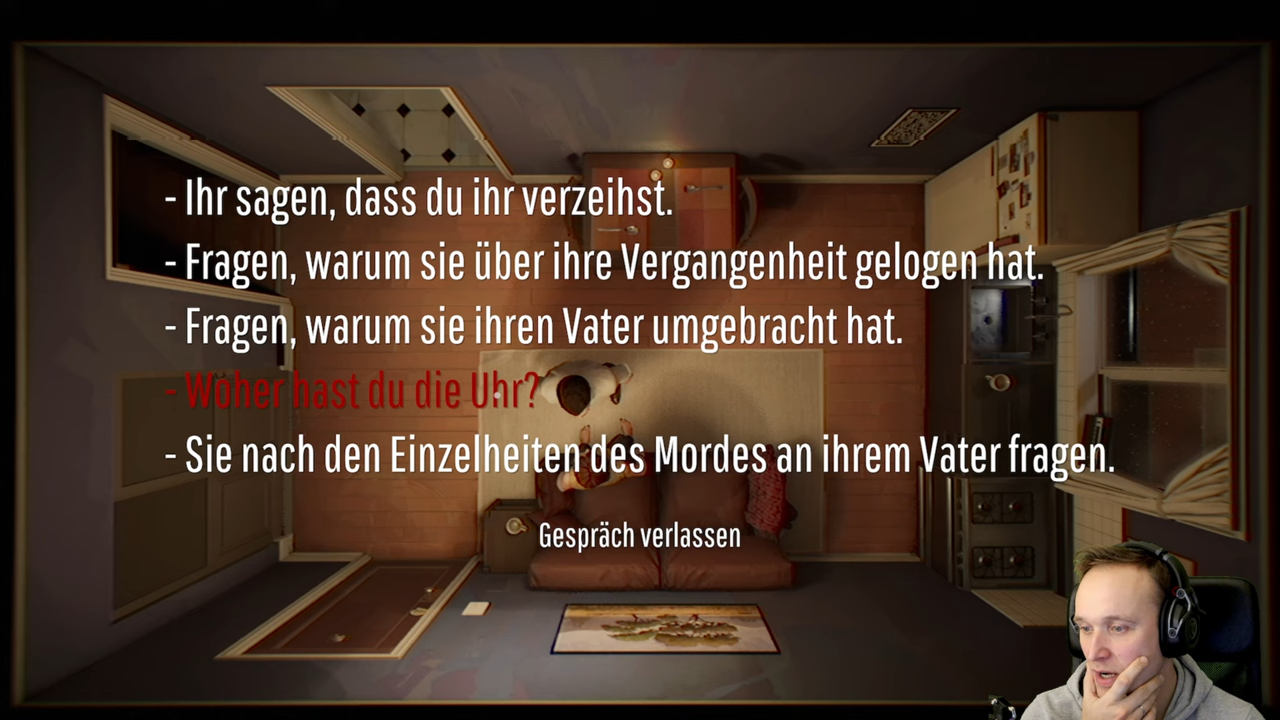 - Ihr sagen, dass du ihr verzeihst.
- Fragen, warum sie über ihre Vergangenheit gelogen hat.
- Fragen, warum sie ihren Vater umgebracht hat.
- Woher hast du die Uhr?
- Sie nach den Einzelheiten des Mordes an ihrem Vater fragen.
Gespräch verlassen